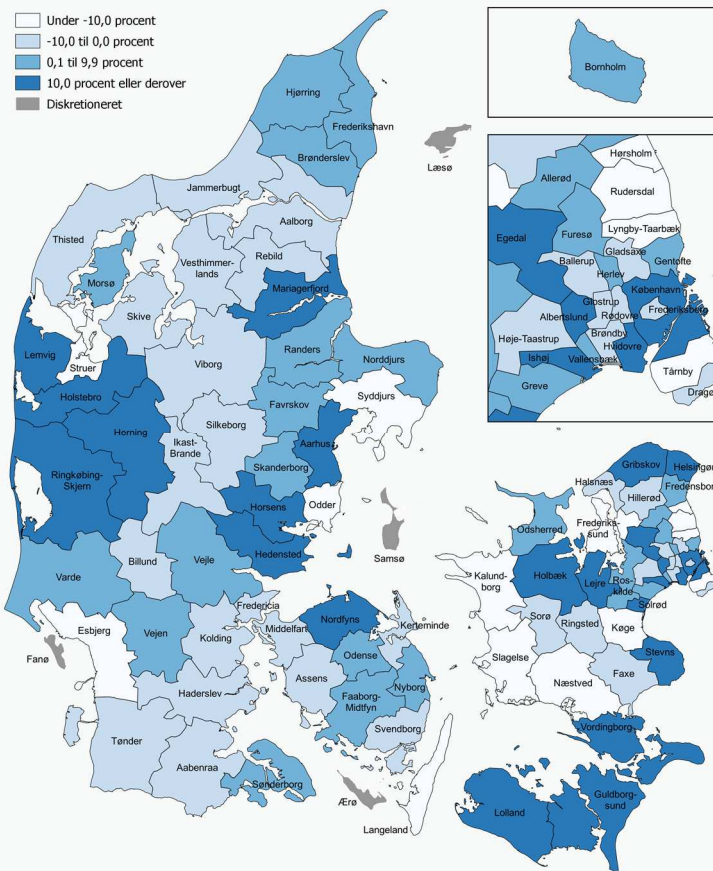 Under -10,0 procent
-10,0 til 0,0 procent
0,1 til 9,9 procent
10,0 procent eller derover
Diskretioneret
Hjørring
Frederikshavn
Brønderslev
Læsø
Jammerbugt
Aalborg
Thisted
Vesthimmer-
lands
Rebild
Morsø
Mariagerfjord
Skive
Lemvig
Struer
Viborg
Randers
Norddjurs
Holstebro
Favrskov
Syddjurs
Herning
Ikast-
Brande
Silkeborg
Aarhus
Skanderborg
Ringkøbing-
Skjern
Horsens
Odder
Hedensted
Samsø
Billund
Vejle
Varde
Fredericia
Nordfyns
Esbjerg
Vejen
Kolding
Middelfart
Kerteminde
Fanø
Odense
Assens
Nyborg
Haderslev
Faaborg-
Midtfyn
Tønder
Svendborg
Aabenraa
Sønderborg
Ærø
Langeland
Bornholm
Hørsholm
Allerød
Rudersdal
Egedal
Furesø
Lyngby-Taarbæk
Gladsaxe
Ballerup
Gentofte
Herlev
København
Glostrup
Frederiksberg
Albertslund
Rødovre
Høje-Taastrup
Brøndby
Hvidovre
Ishøj
Vallensbæk
Tårnby
Greve
Dragø
Gribskov
Helsingør
Halsnæs
Fredensbor
Hillerød
Odsherred
Frederiks-
sund
Kalund-
borg
Holbæk
Lejre
Ros-
kilde
Solrød
Sorø
Ringsted
Køge
Slagelse
Stevns
Næstved
Faxe
Vordingborg
Lolland
Guldborg-
sund